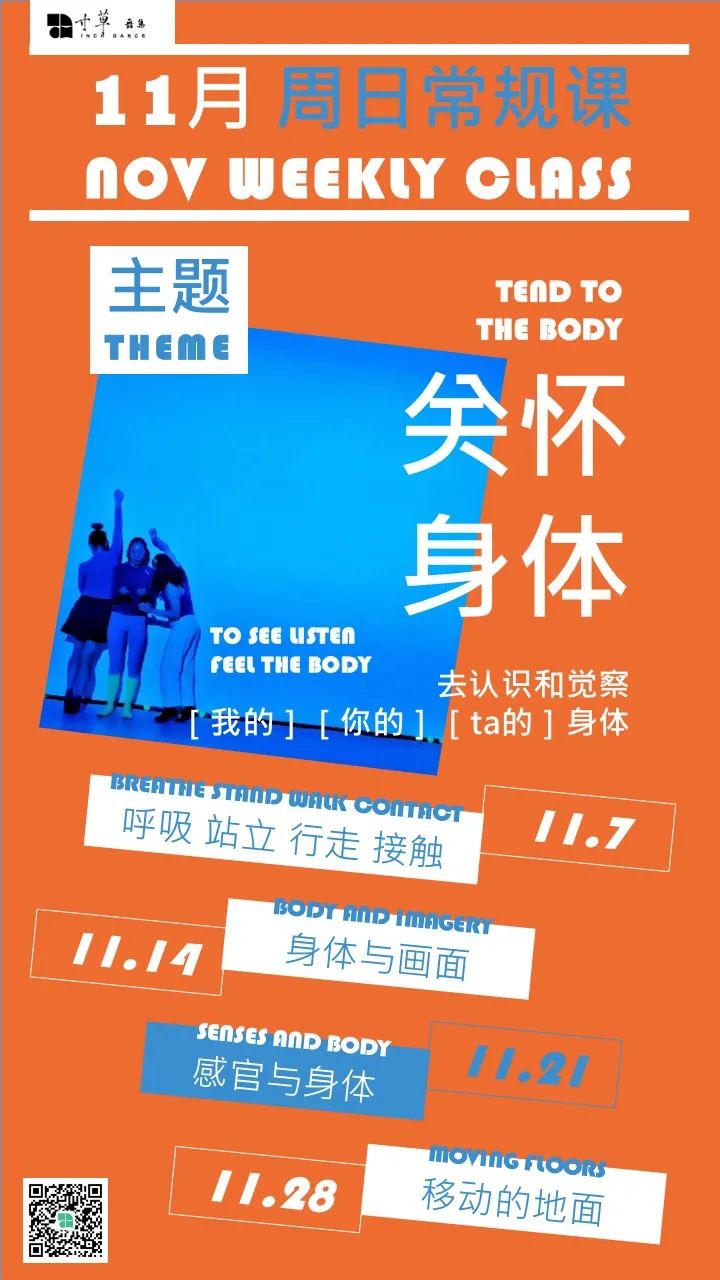 寸草 舞集
INCH DANCE
11月 周日常规课
NOV WEEKLY CLASS
主题
THEME
TEND TO
THE BODY
关怀
身体
TO SEE LISTEN
FEEL THE BODY
去认识和觉察
[ 我的 ] [ 你的 ] [ ta的 ] 身体
BREATHE STAND WALK CONTACT
呼吸 站立 行走 接触
11.7
BODY AND IMAGERY
11.14
身体与画面
SENSES AND BODY
感官与身体
11.21
MOVING FLOORS
11.28
移动的地面